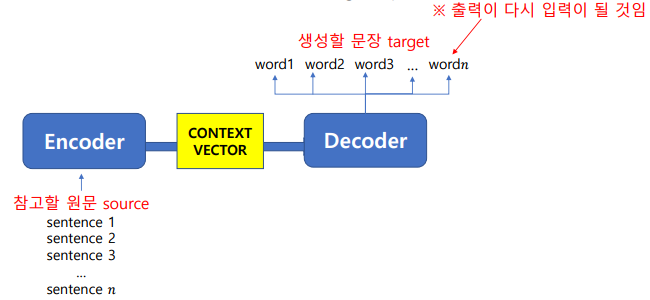 ※ 출력이 다시 입력이 될 것임
생성할 문장 target
word1 word2 word3 ... word𝑛
Encoder
CONTEXT
VECTOR
Decoder
참고할 원문 source
sentence 1
sentence 2
sentence 3
...
sentence 𝑛